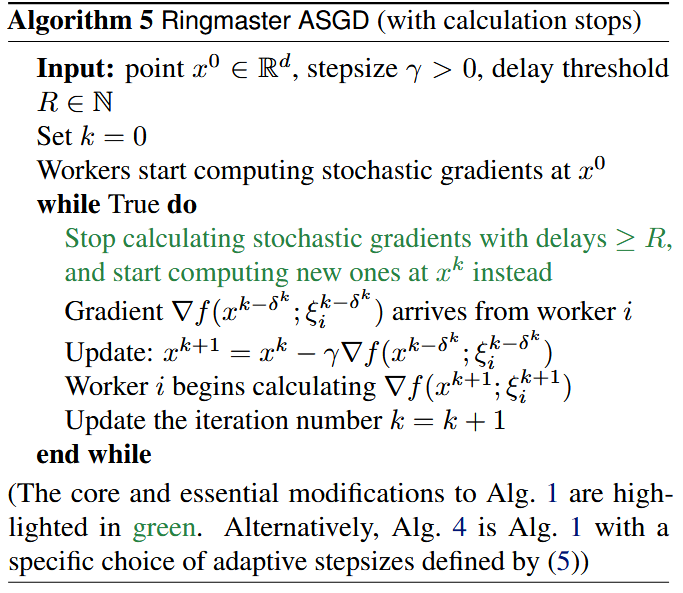 Algorithm 5 Ringmaster ASGD (with calculation stops)
Input: point $x^0 \in \mathbb{R}^d$, stepsize $\gamma > 0$, delay threshold
$R \in \mathbb{N}$
Set $k = 0$
Workers start computing stochastic gradients at $x^0$
while True do
Stop calculating stochastic gradients with delays $\geq R$,
and start computing new ones at $x^k$ instead
Gradient $\nabla f(x^{k-\delta^k}; \xi_i^{k-\delta^k})$ arrives from worker $i$
Update: $x^{k+1} = x^k - \gamma \nabla f(x^{k-\delta^k}; \xi_i^{k-\delta^k})$
Worker $i$ begins calculating $\nabla f(x^{k+1}; \xi_i^{k+1})$
Update the iteration number $k = k + 1$
end while
(The core and essential modifications to Alg. 1 are high-
lighted in green. Alternatively, Alg. 4 is Alg. 1 with a
specific choice of adaptive stepsizes defined by (5))